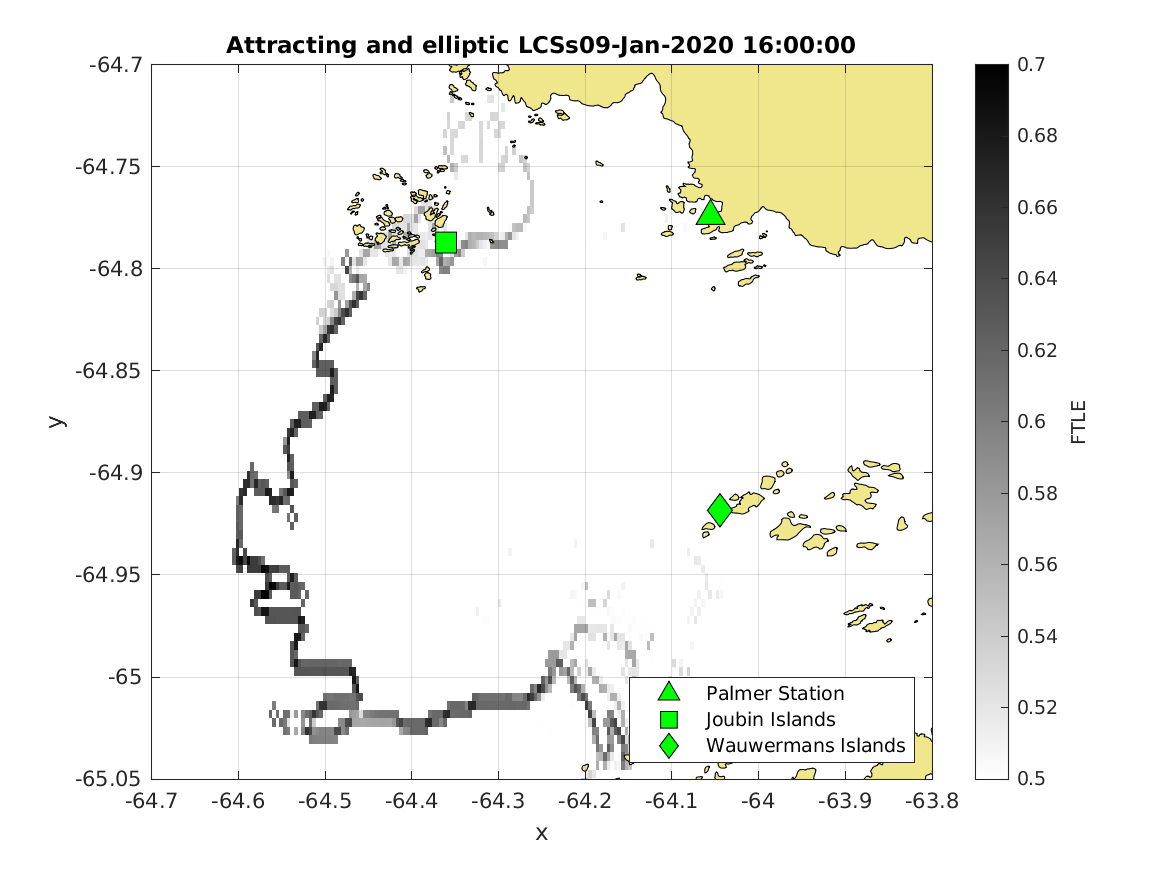 Attracting and elliptic LCSs09-Jan-2020 16:00:00
-64.7
-64.75
-64.8
-64.85
-64.9
-64.95
-65
-65.05
y
-64.7 -64.6 -64.5 -64.4 -64.3 -64.2 -64.1 -64 -63.9 -63.8
x
Palmer Station
Joubin Islands
Wauwermans Islands
0.7
0.68
0.66
0.64
0.62
0.6
0.58
0.56
0.54
0.52
0.5
FTLE